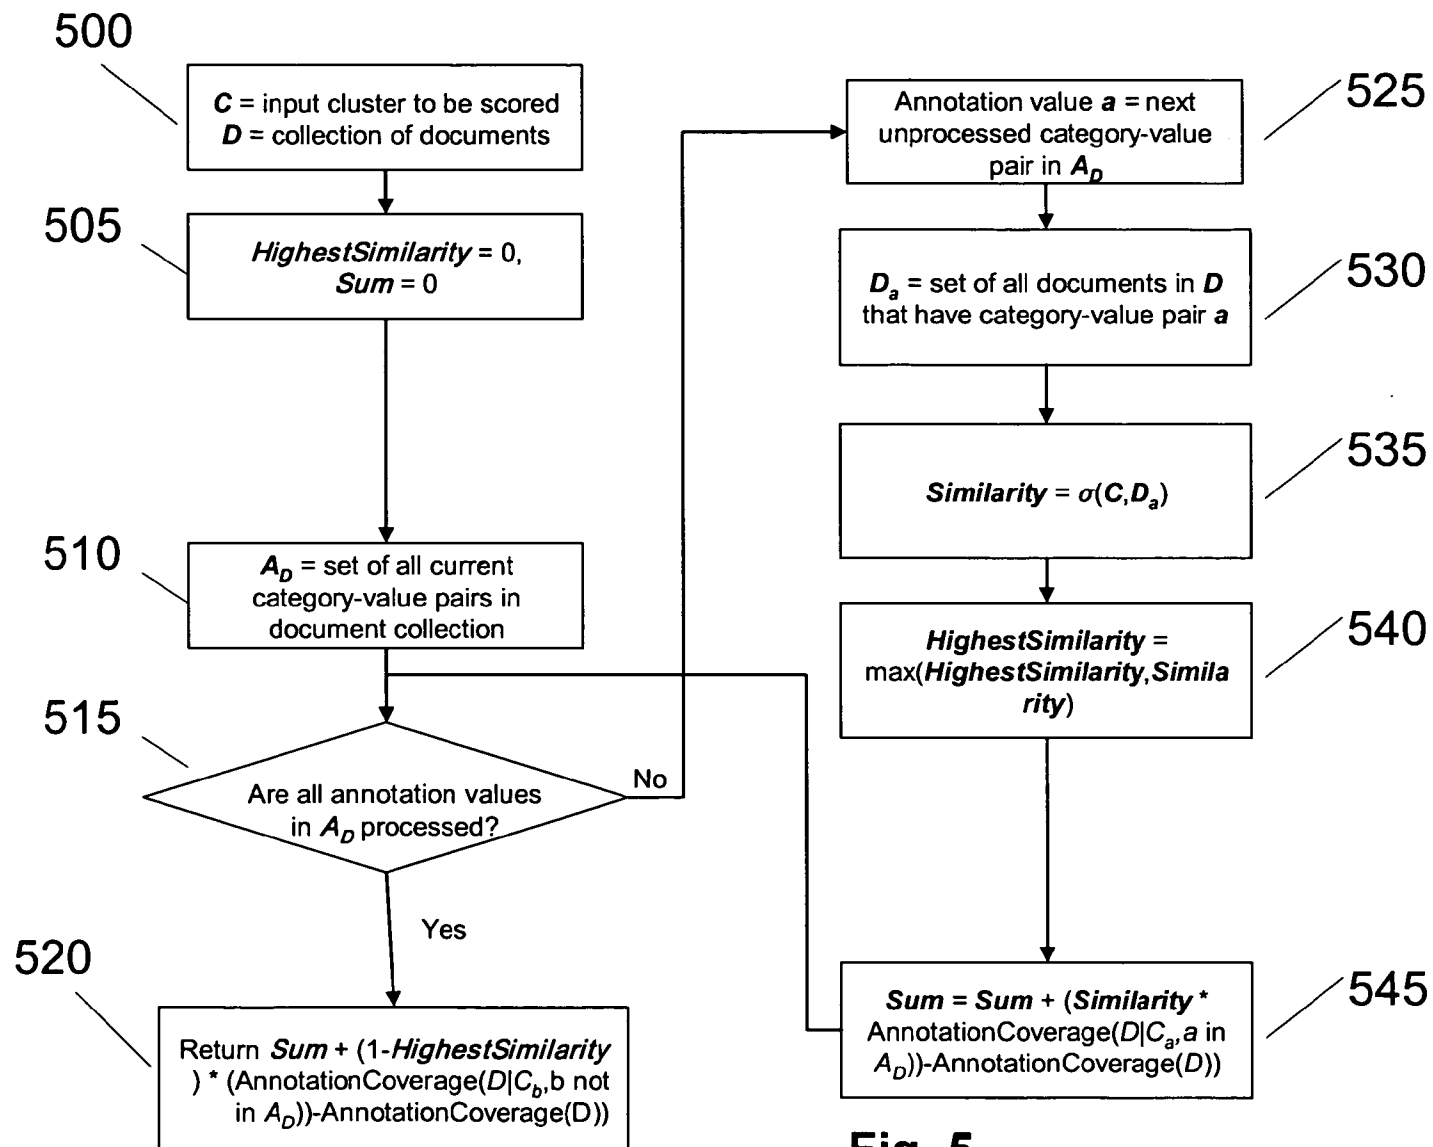 500
C = input cluster to be scored
D = collection of documents
505
HighestSimilarity = 0,
Sum = 0
510
A_D = set of all current
category-value pairs in
document collection
515
Are all annotation values
in A_D processed?
No
Yes
520
Return Sum + (1-HighestSimilarity
) * (AnnotationCoverage(D|C_b,b not
in A_D))-AnnotationCoverage(D))
525
Annotation value a = next
unprocessed category-value
pair in A_D
530
D_a = set of all documents in D
that have category-value pair a
535
Similarity = σ(C,D_a)
540
HighestSimilarity =
max(HighestSimilarity,Simila
rity)
545
Sum = Sum + (Similarity *
AnnotationCoverage(D|C_a,a in
A_D))-AnnotationCoverage(D))
Fig. 5